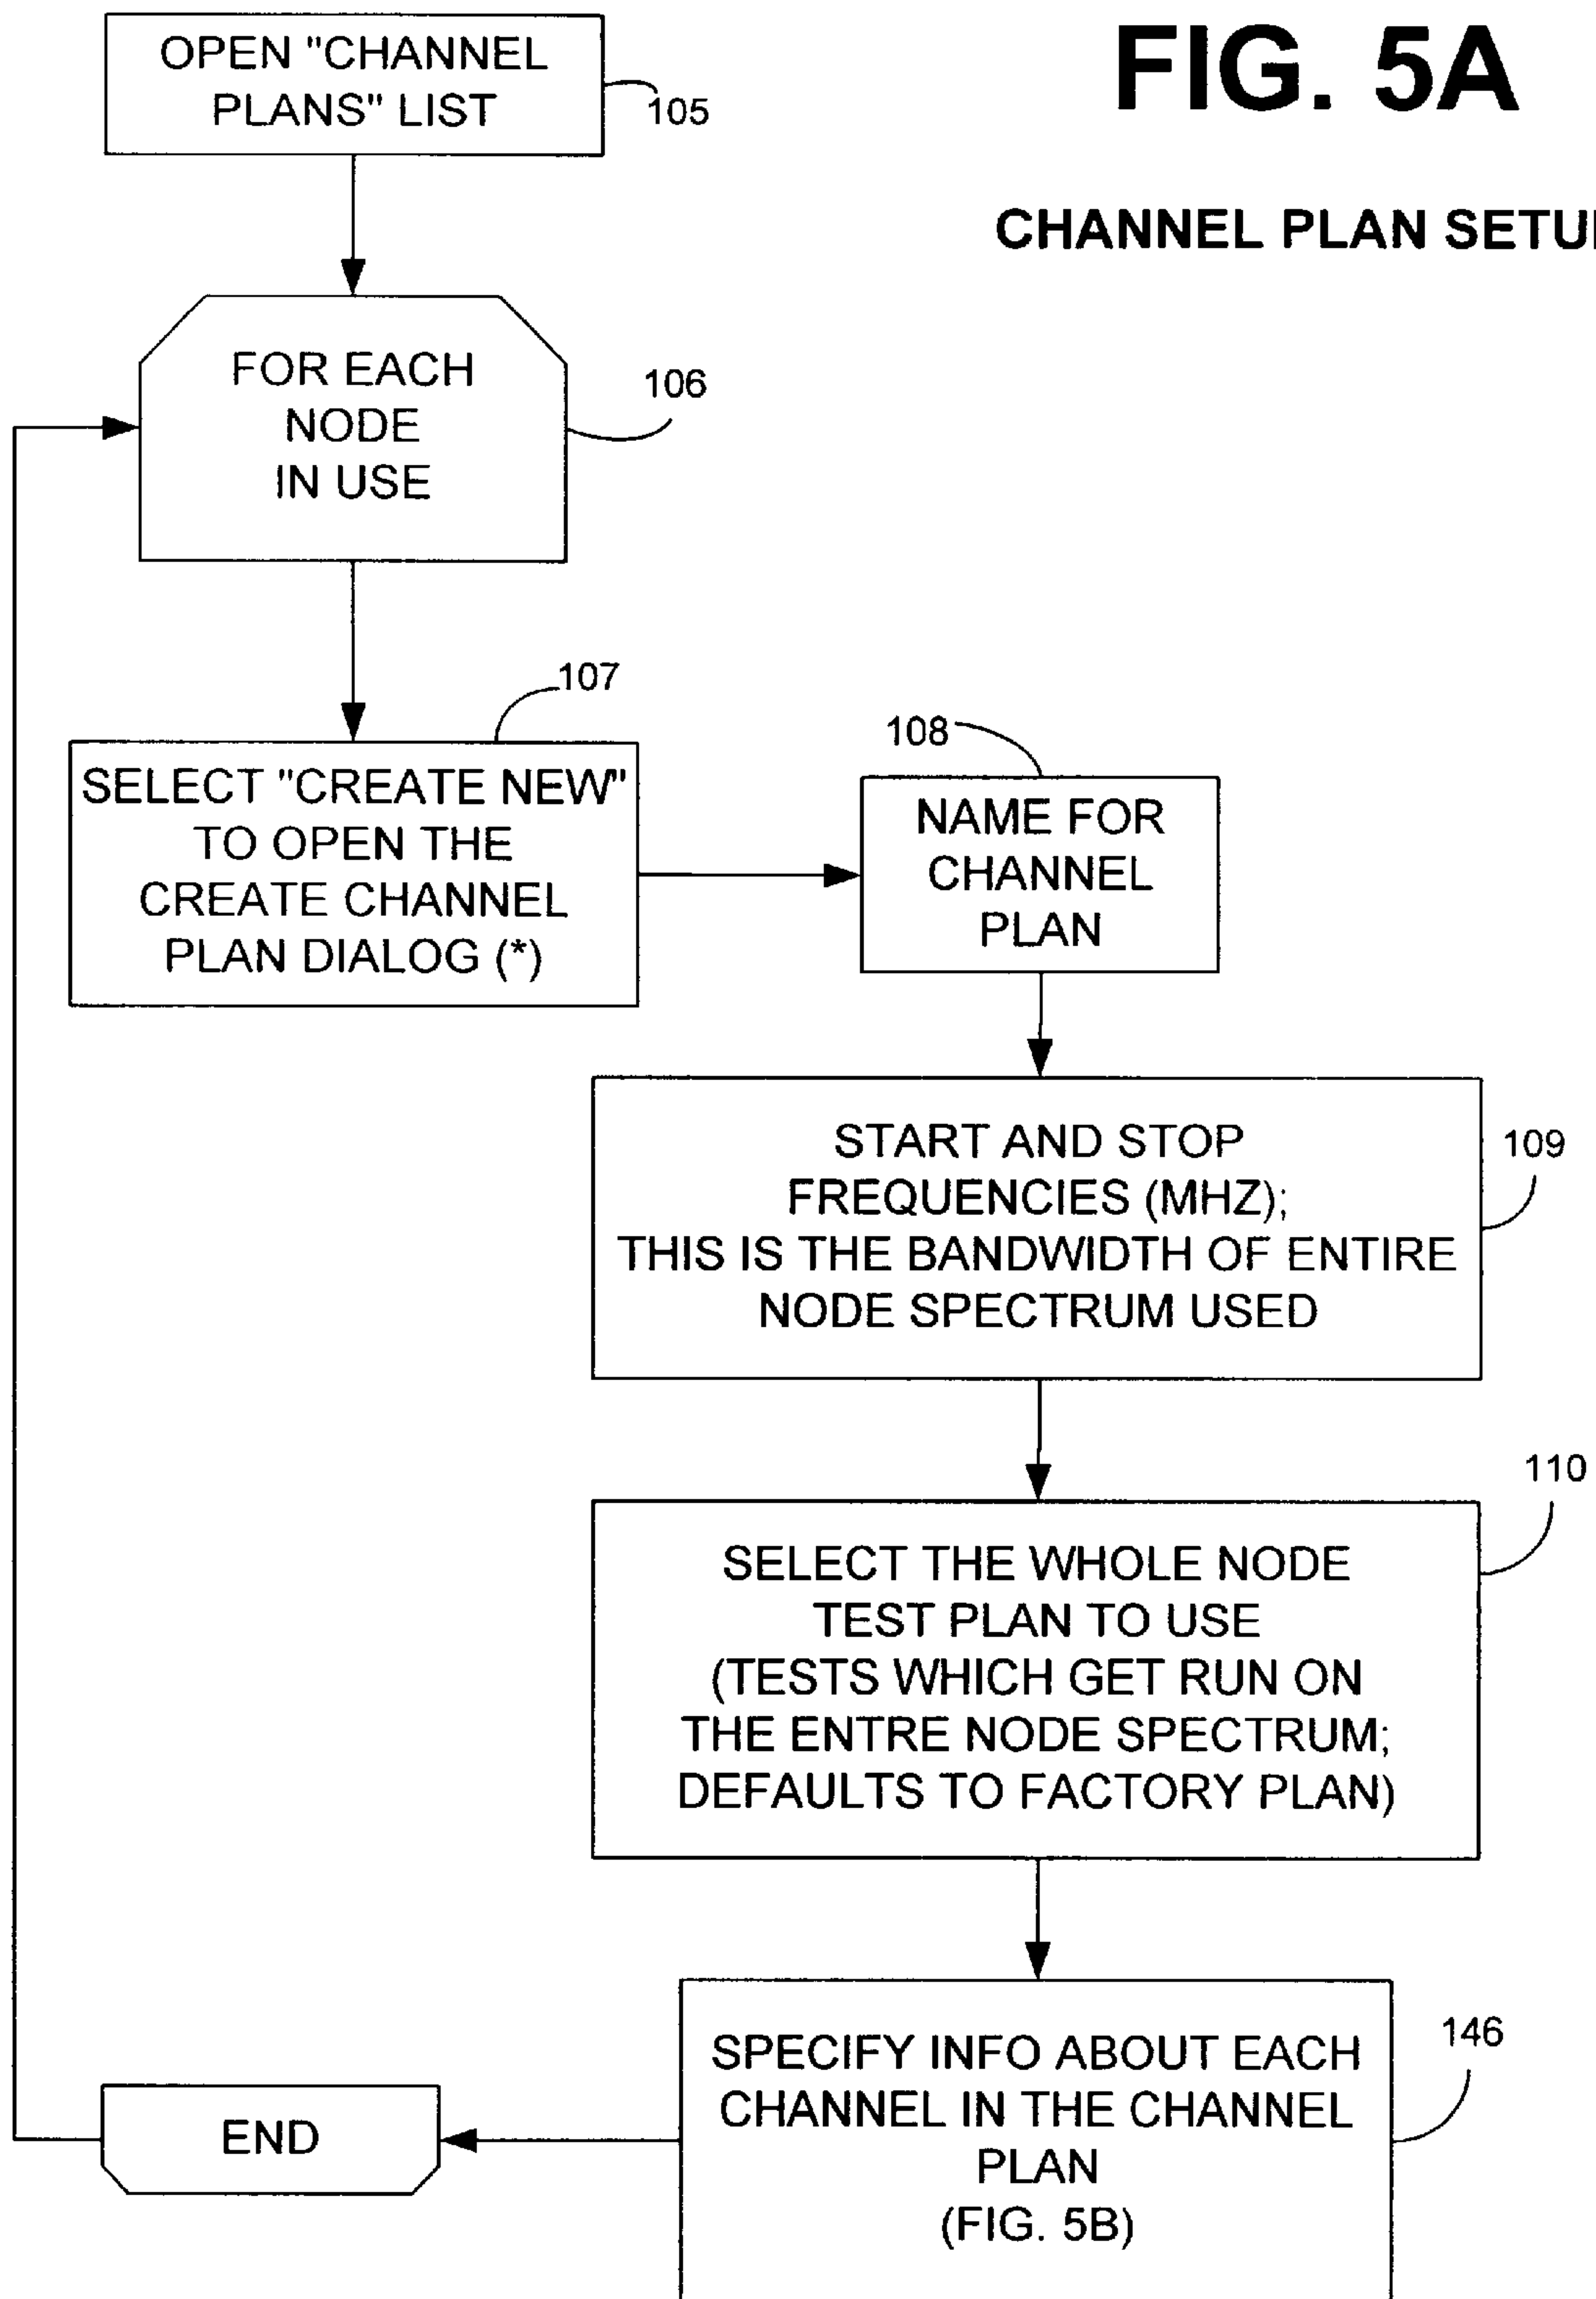 FIG. 5A
CHANNEL PLAN SETU
OPEN "CHANNEL
PLANS" LIST
105
FOR EACH
NODE
IN USE
106
107
SELECT "CREATE NEW"
TO OPEN THE
CREATE CHANNEL
PLAN DIALOG (*)
108
NAME FOR
CHANNEL
PLAN
START AND STOP
FREQUENCIES (MHZ);
THIS IS THE BANDWIDTH OF ENTIRE
NODE SPECTRUM USED
109
110
SELECT THE WHOLE NODE
TEST PLAN TO USE
(TESTS WHICH GET RUN ON
THE ENTRE NODE SPECTRUM;
DEFAULTS TO FACTORY PLAN)
146
SPECIFY INFO ABOUT EACH
CHANNEL IN THE CHANNEL
PLAN
(FIG. 5B)
END